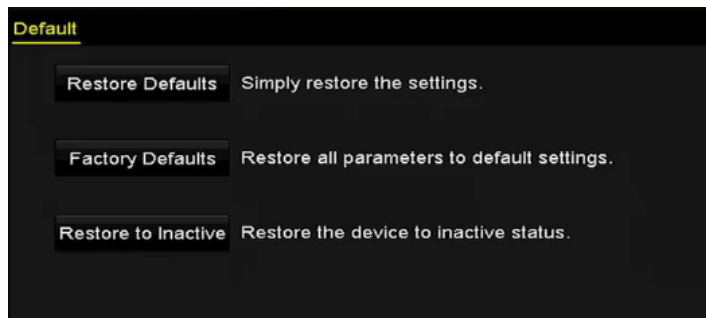 Default
Restore Defaults Simply restore the settings.
Factory Defaults Restore all parameters to default settings.
Restore to Inactive Restore the device to inactive status.